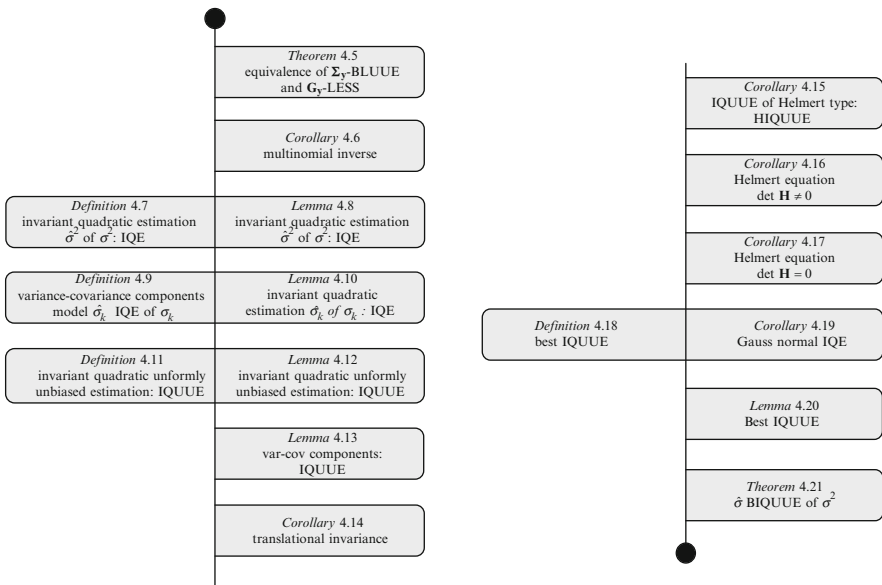 Theorem 4.5
equivalence of Σy-BLUUE
and Gy-LESS
Corollary 4.6
multinomial inverse
Definition 4.7
invariant quadratic estimation
σ̂² of σ²: IQE
Lemma 4.8
invariant quadratic estimation
σ̂² of σ²: IQE
Definition 4.9
variance-covariance components
model σ̂k IQE of σk
Lemma 4.10
invariant quadratic
estimation σ̂k of σk : IQE
Definition 4.11
invariant quadratic unformly
unbiased estimation: IQUUE
Lemma 4.12
invariant quadratic unformly
unbiased estimation: IQUUE
Lemma 4.13
var-cov components:
IQUUE
Corollary 4.14
translational invariance
Corollary 4.15
IQUUE of Helmert type:
HIQUUE
Corollary 4.16
Helmert equation
det H ≠ 0
Corollary 4.17
Helmert equation
det H = 0
Definition 4.18
best IQUUE
Corollary 4.19
Gauss normal IQE
Lemma 4.20
Best IQUUE
Theorem 4.21
σ̂ BIQUUE of σ²